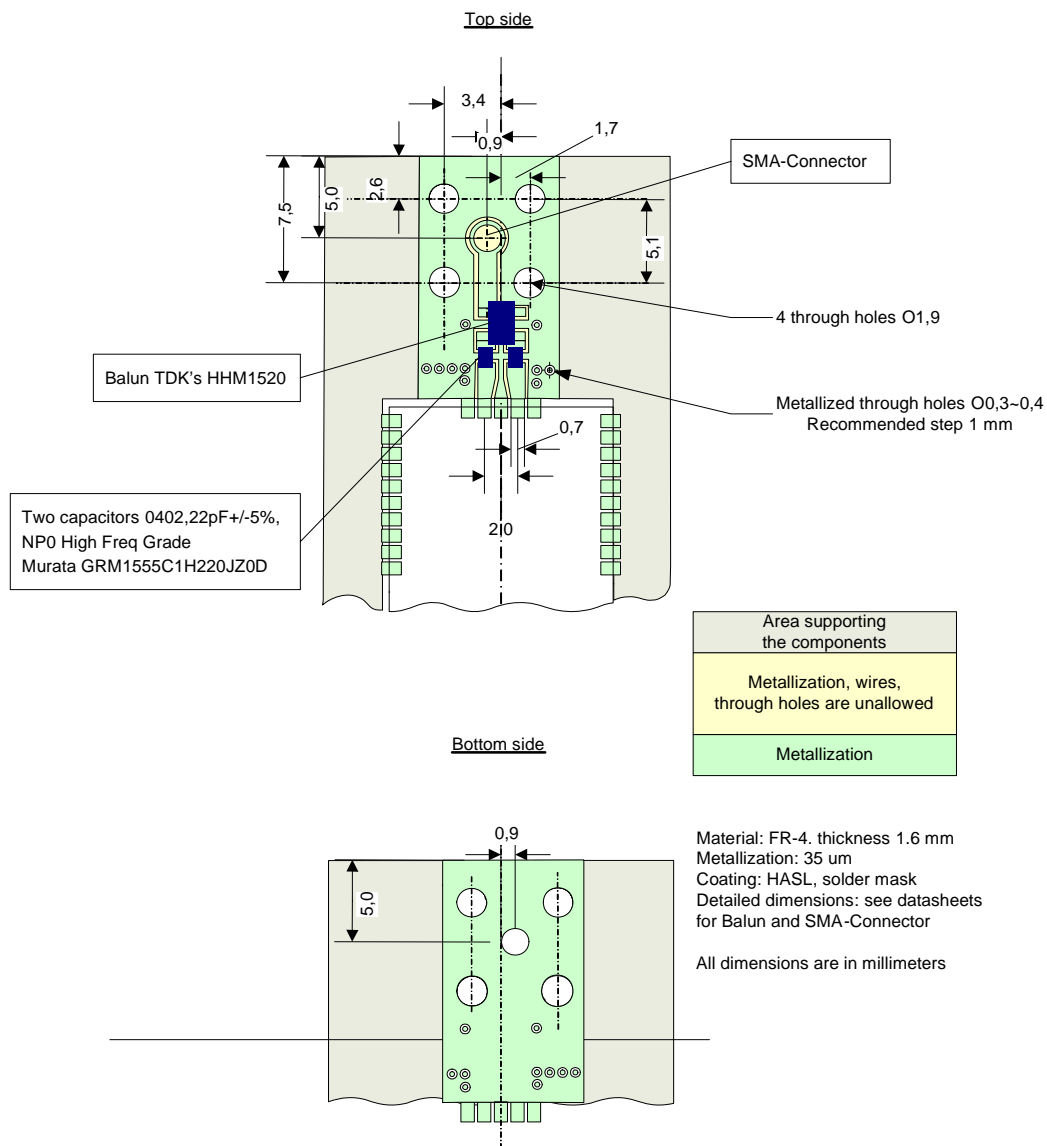 Top side
3,4
0,9
1,7
SMA-Connector
7,5
5,0
2,6
5,1
4 through holes O1,9
Balun TDK's HHM1520
Metallized through holes O0,3~0,4
Recommended step 1 mm
0,7
2,0
Two capacitors 0402,22pF+/-5%,
NP0 High Freq Grade
Murata GRM1555C1H220JZ0D
Area supporting
the components
Metallization, wires,
through holes are unallowed
Metallization
Bottom side
0,9
5,0
Material: FR-4. thickness 1.6 mm
Metallization: 35 um
Coating: HASL, solder mask
Detailed dimensions: see datasheets
for Balun and SMA-Connector
All dimensions are in millimeters